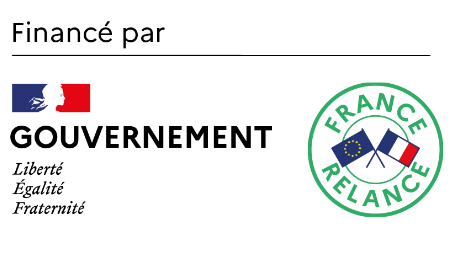 Financé par
GOUVERNEMENT
Liberté
Égalité
Fraternité
FRANCE
RELANCE